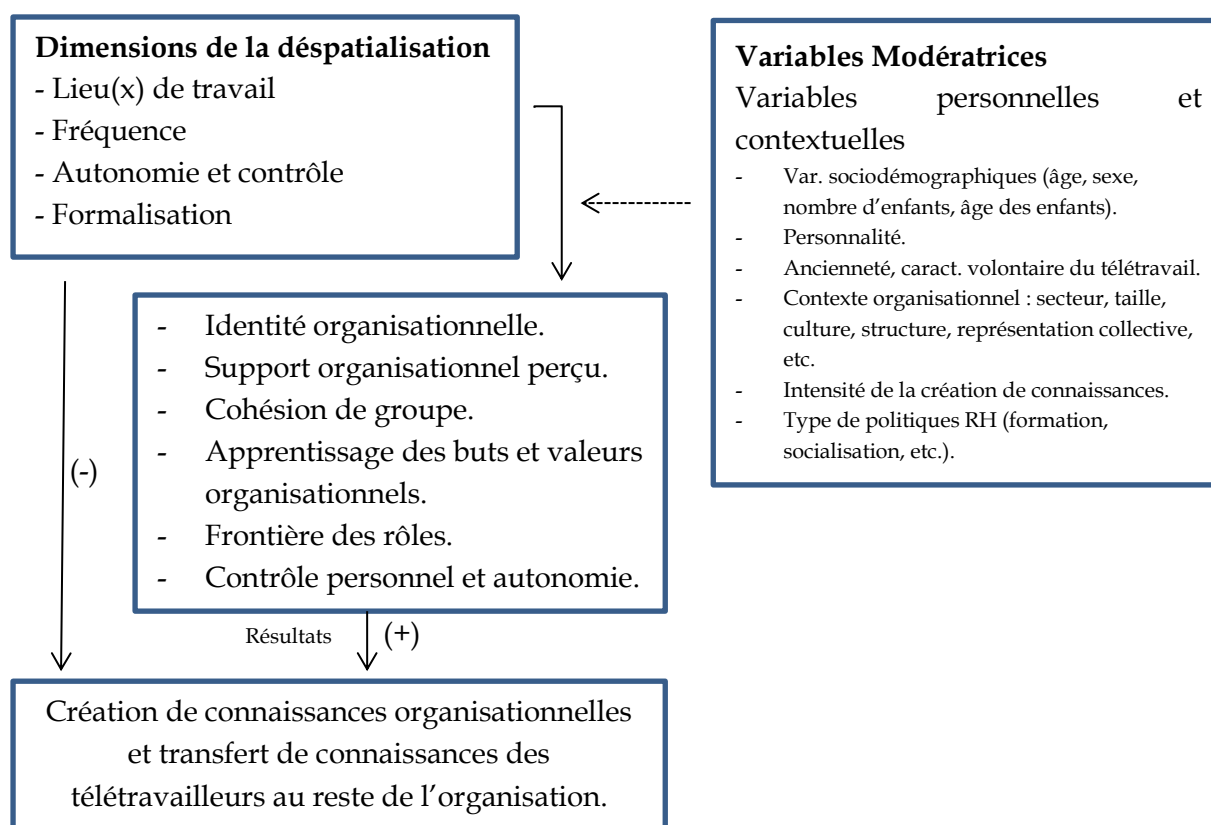 Dimensions de la déspatialisation
- Lieu(x) de travail
- Fréquence
- Autonomie et contrôle
- Formalisation
Variables Modératrices
Variables personnelles et
contextuelles
- Var. sociodémographiques (âge, sexe,
nombre d’enfants, âge des enfants).
- Personnalité.
- Ancienneté, caract. volontaire du télétravail.
- Contexte organisationnel : secteur, taille,
culture, structure, représentation collective,
etc.
- Intensité de la création de connaissances.
- Type de politiques RH (formation,
socialisation, etc.).
- Identité organisationnelle.
- Support organisationnel perçu.
- Cohésion de groupe.
- Apprentissage des buts et valeurs
organisationnels.
- Frontière des rôles.
- Contrôle personnel et autonomie.
(-)
Résultats (+)
Création de connaissances organisationnelles
et transfert de connaissances des
télétravailleurs au reste de l’organisation.